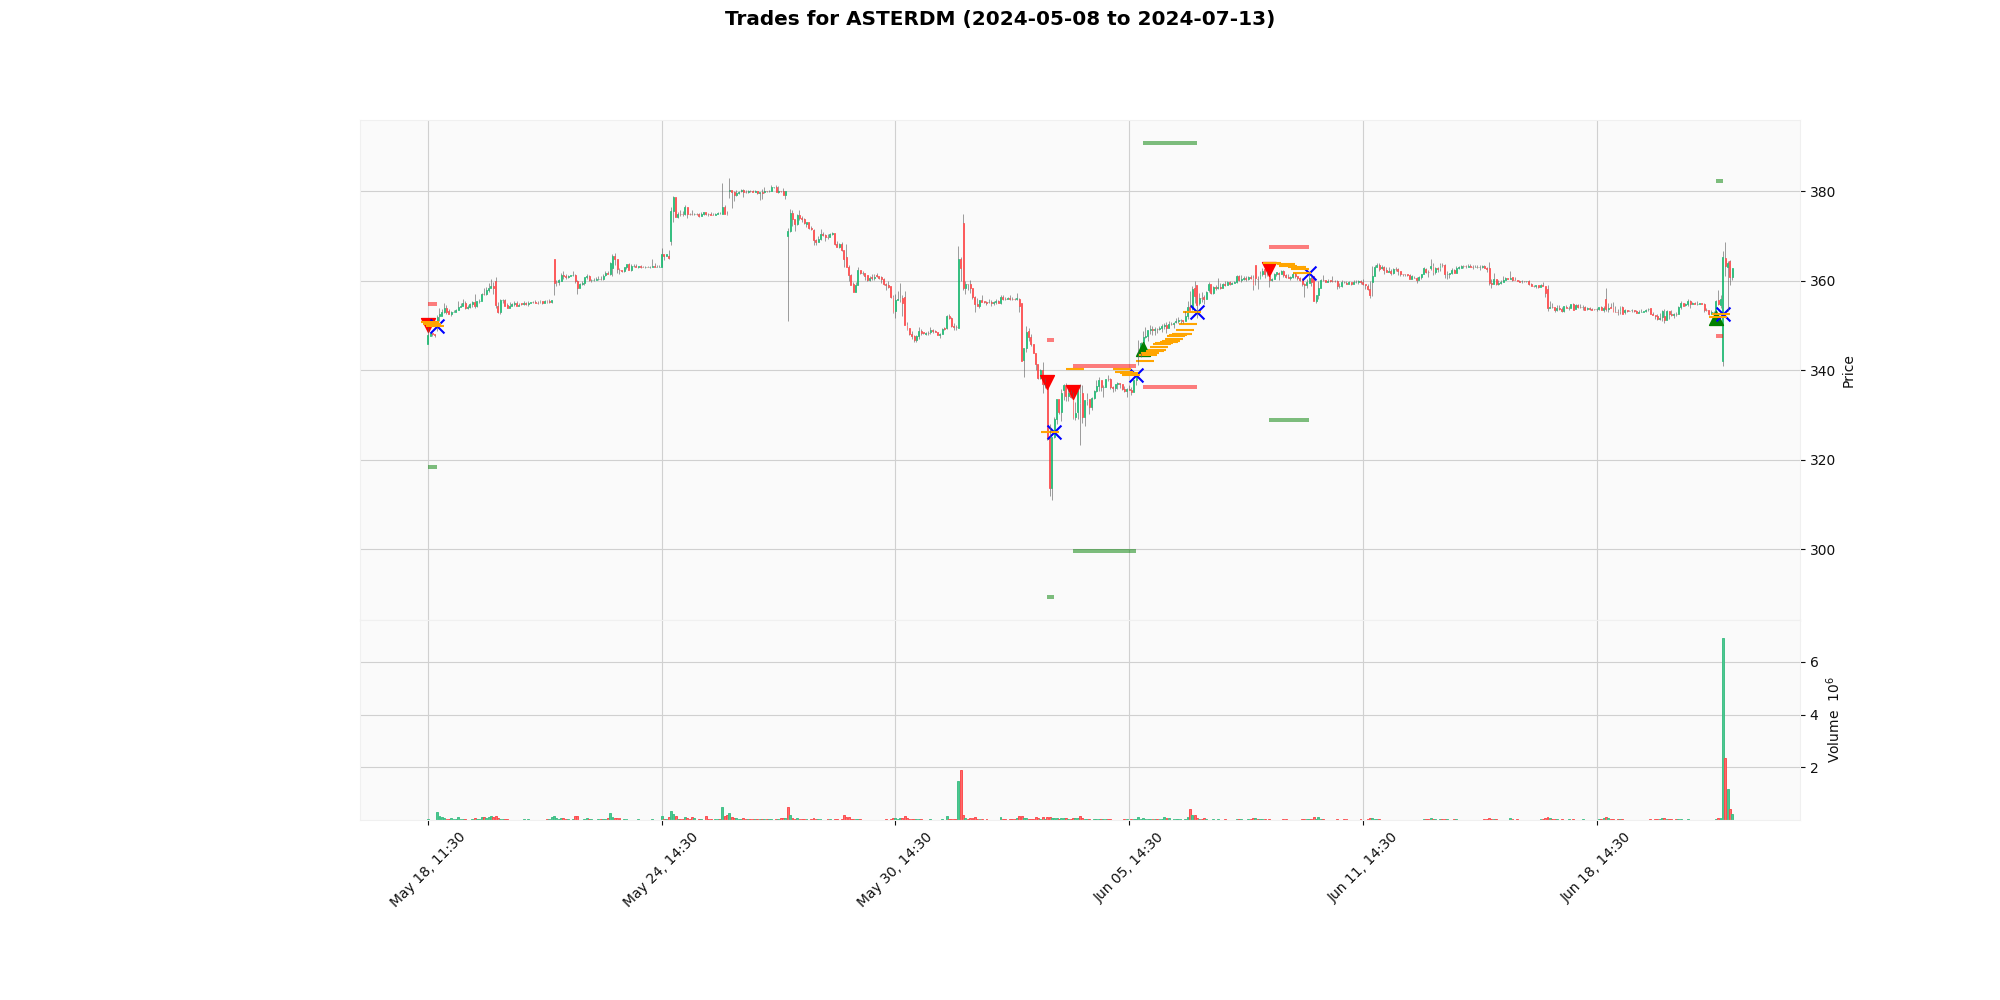 Trades for ASTERDM (2024-05-08 to 2024-07-13)
380
360
340
320
300
Price
6
4
2
Volume 10^6
May 18, 11:30
May 24, 14:30
May 30, 14:30
Jun 05, 14:30
Jun 11, 14:30
Jun 18, 14:30